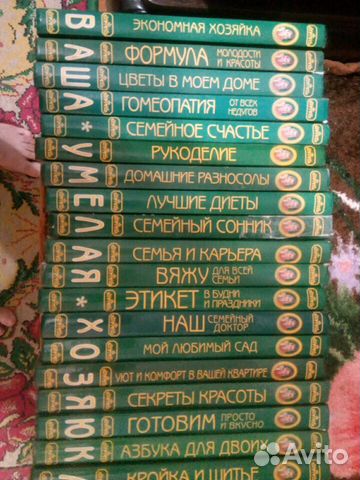 ЭКОНОМНАЯ ХОЗЯЙКА
ФОРМУЛА МОЛОДОСТИ И КРАСОТЫ
ЦВЕТЫ В МОЕМ ДОМЕ
ГОМЕОПАТИЯ ОТ ВСЕХ НЕДУГОВ
СЕМЕЙНОЕ СЧАСТЬЕ
РУКОДЕЛИЕ
ДОМАШНИЕ РАЗНОСОЛЫ
ЛУЧШИЕ ДИЕТЫ
СЕМЕЙНЫЙ СОННИК
СЕМЬЯ И КАРЬЕРА
ВЯЖУ ДЛЯ ВСЕЙ СЕМЬИ
ЭТИКЕТ В БУДНИ И ПРАЗДНИКИ
НАШ СЕМЕЙНЫЙ ДОКТОР
МОЙ ЛЮБИМЫЙ САД
УЮТ И КОМФОРТ В ВАШЕЙ КВАРТИРЕ
СЕКРЕТЫ КРАСОТЫ
ГОТОВИМ ПРОСТО И ВКУСНО
АЗБУКА ДЛЯ ДВОИХ
КРОЙКА И ШИТЬЕ
ВАША * УМЕЛАЯ * ХОЗЯЮК
Avito